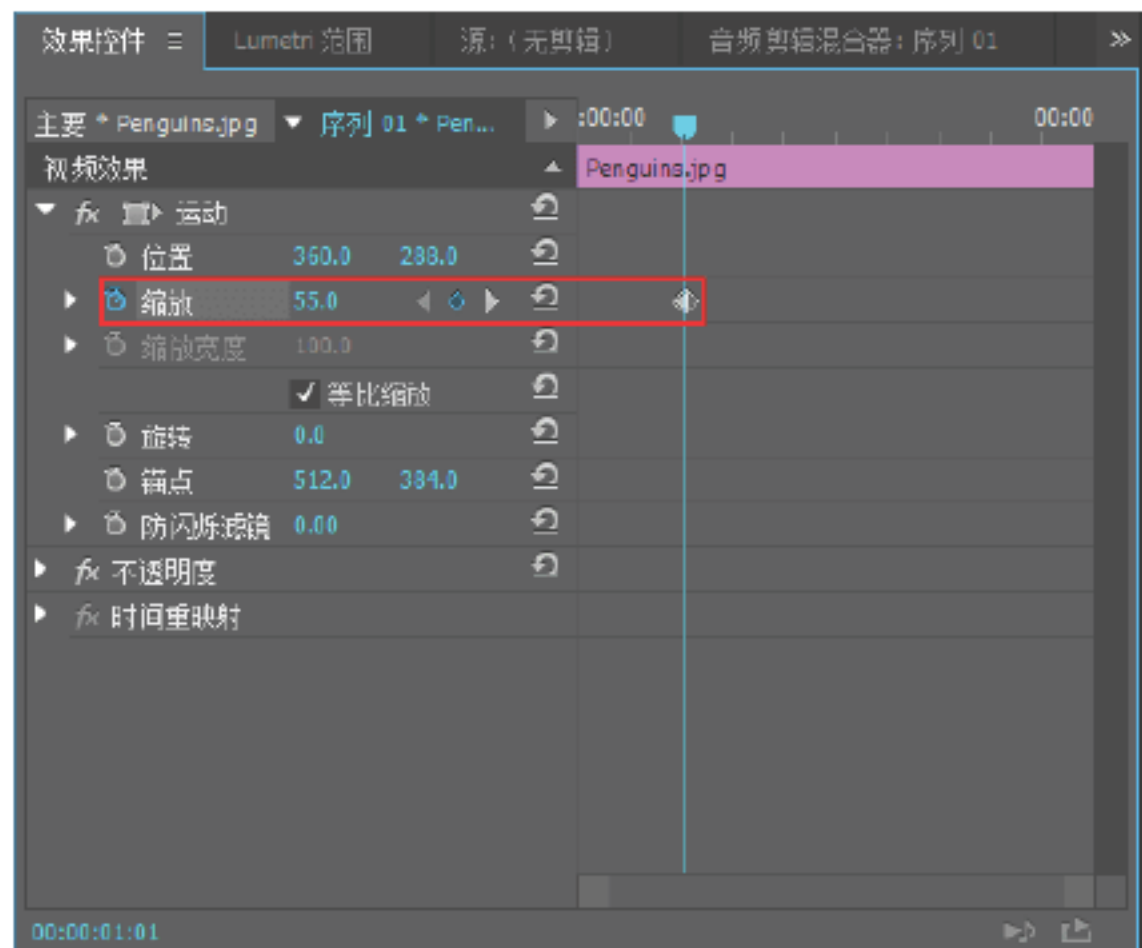 效果控件 Lumetri 范围 源:（无剪辑） 音频剪辑混合器: 序列 01
主要 * Penguins.jpg 序列 01 * Pen... :00:00 00:00
视频效果 Penguins.jpg
fx 运动
位置 360.0 288.0
缩放 55.0
缩放宽度 100.0
等比缩放
旋转 0.0
锚点 512.0 384.0
防闪烁滤镜 0.00
fx 不透明度
fx 时间重映射
00:00:01:01